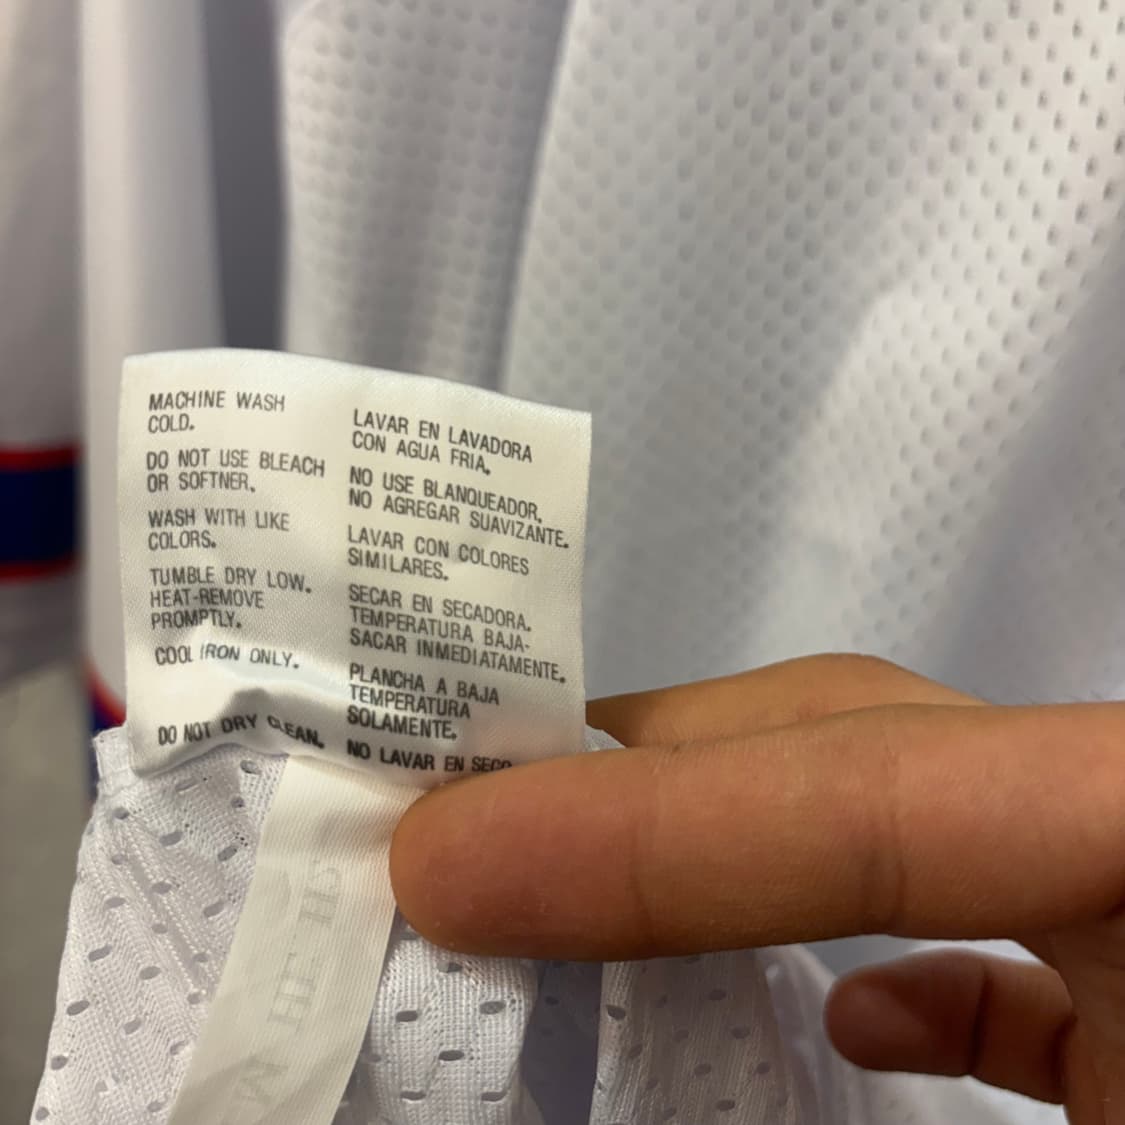 MACHINE WASH
COLD.
DO NOT USE BLEACH
OR SOFTNER.
WASH WITH LIKE
COLORS.
TUMBLE DRY LOW.
HEAT-REMOVE
PROMPTLY.
COOL IRON ONLY.
DO NOT DRY CLEAN.
LAVAR EN LAVADORA
CON AGUA FRIA.
NO USE BLANQUEADOR.
NO AGREGAR SUAVIZANTE.
LAVAR CON COLORES
SIMILARES.
SECAR EN SECADORA.
TEMPERATURA BAJA-
SACAR INMEDIATAMENTE.
PLANCHA A BAJA
TEMPERATURA
SOLAMENTE.
NO LAVAR EN SECO